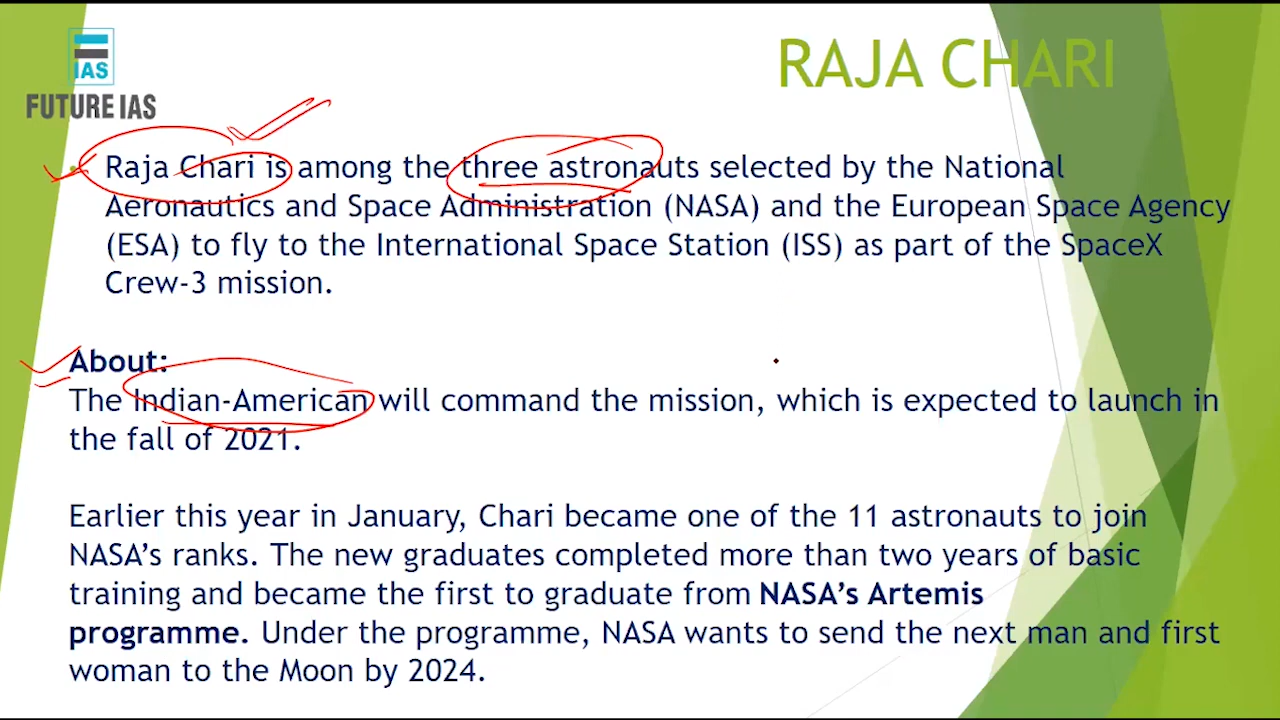 IAS
FUTURE IAS
RAJA CHARI
Raja Chari is among the three astronauts selected by the National
Aeronautics and Space Administration (NASA) and the European Space Agency
(ESA) to fly to the International Space Station (ISS) as part of the SpaceX
Crew-3 mission.
About:
The Indian-American will command the mission, which is expected to launch in
the fall of 2021.
Earlier this year in January, Chari became one of the 11 astronauts to join
NASA’s ranks. The new graduates completed more than two years of basic
training and became the first to graduate from NASA’s Artemis
programme. Under the programme, NASA wants to send the next man and first
woman to the Moon by 2024.